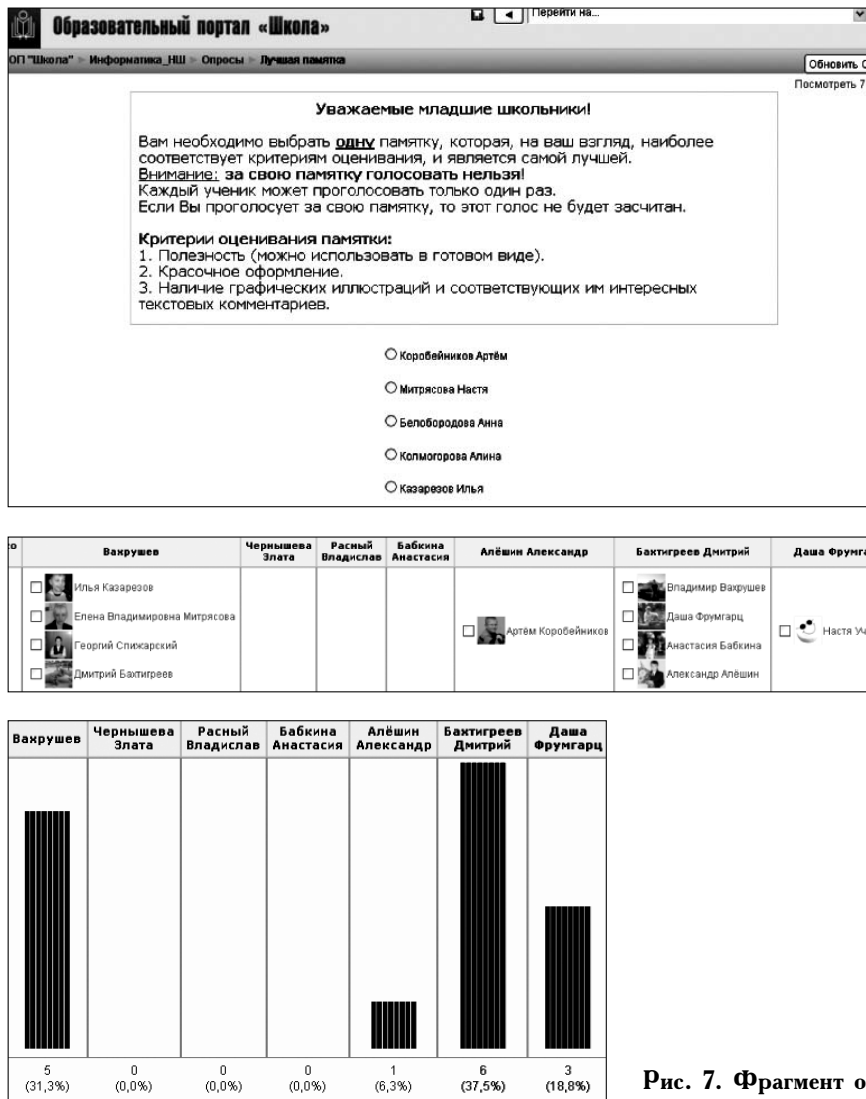 Образовательный портал «Школа»
Перейти на...
ОП "Школа" ► Информатика_НШ ► Опросы ► Лучшая памятка
Обновить
Посмотреть 7
Уважаемые младшие школьники!
Вам необходимо выбрать одну памятку, которая, на ваш взгляд, наиболее
соответствует критериям оценивания, и является самой лучшей.
Внимание: за свою памятку голосовать нельзя!
Каждый ученик может проголосовать только один раз.
Если Вы проголосует за свою памятку, то этот голос не будет засчитан.
Критерии оценивания памятки:
1. Полезность (можно использовать в готовом виде).
2. Красочное оформление.
3. Наличие графических иллюстраций и соответствующих им интересных
текстовых комментариев.
Коробейников Артём
Митрясова Настя
Белобородова Анна
Колмогорова Алина
Казарезов Илья
Вахрушев Чернышева Злата Расный Владислав Бабкина Анастасия Алёшин Александр Бахтигреев Дмитрий Даша
Илья Казарезов
Елена Владимировна Митрясова
Георгий Спижарский
Дмитрий Бахтигреев
Артём Коробейников
Владимир Вахрушев
Даша Фрумгарц
Анастасия Бабкина
Александр Алёшин
Настя
Вахрушев Чернышева Злата Расный Владислав Бабкина Анастасия Алёшин Александр Бахтигреев Дмитрий Даша Фрумгарц
5 0 0 0 1 6 3
(31,3%) (0,0%) (0,0%) (0,0%) (6,3%) (37,5%) (18,8%)
Рис. 7. Фрагмент